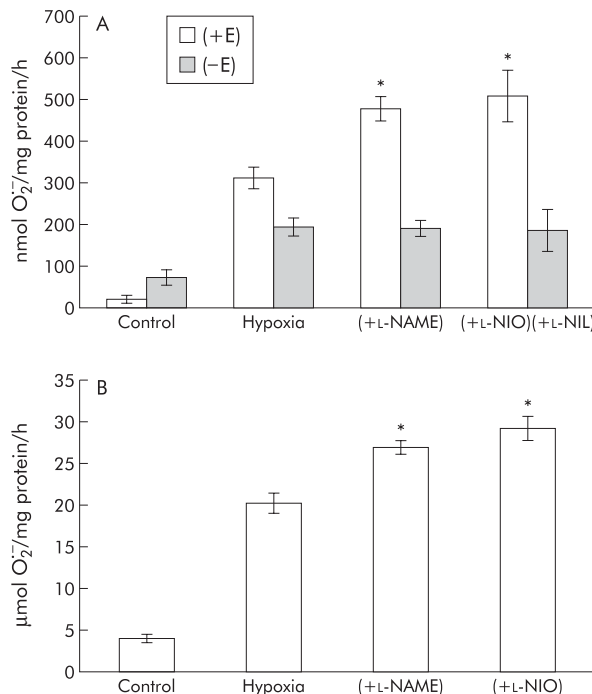 A
700
600
500
400
300
200
100
0
nmol O₂·⁻/mg protein/h
(+E)
(−E)
*
*
Control Hypoxia (+L-NAME) (+L-NIO)(+L-NIL)
B
35
30
25
20
15
10
5
0
μmol O₂·⁻/mg protein/h
*
*
Control Hypoxia (+L-NAME) (+L-NIO)